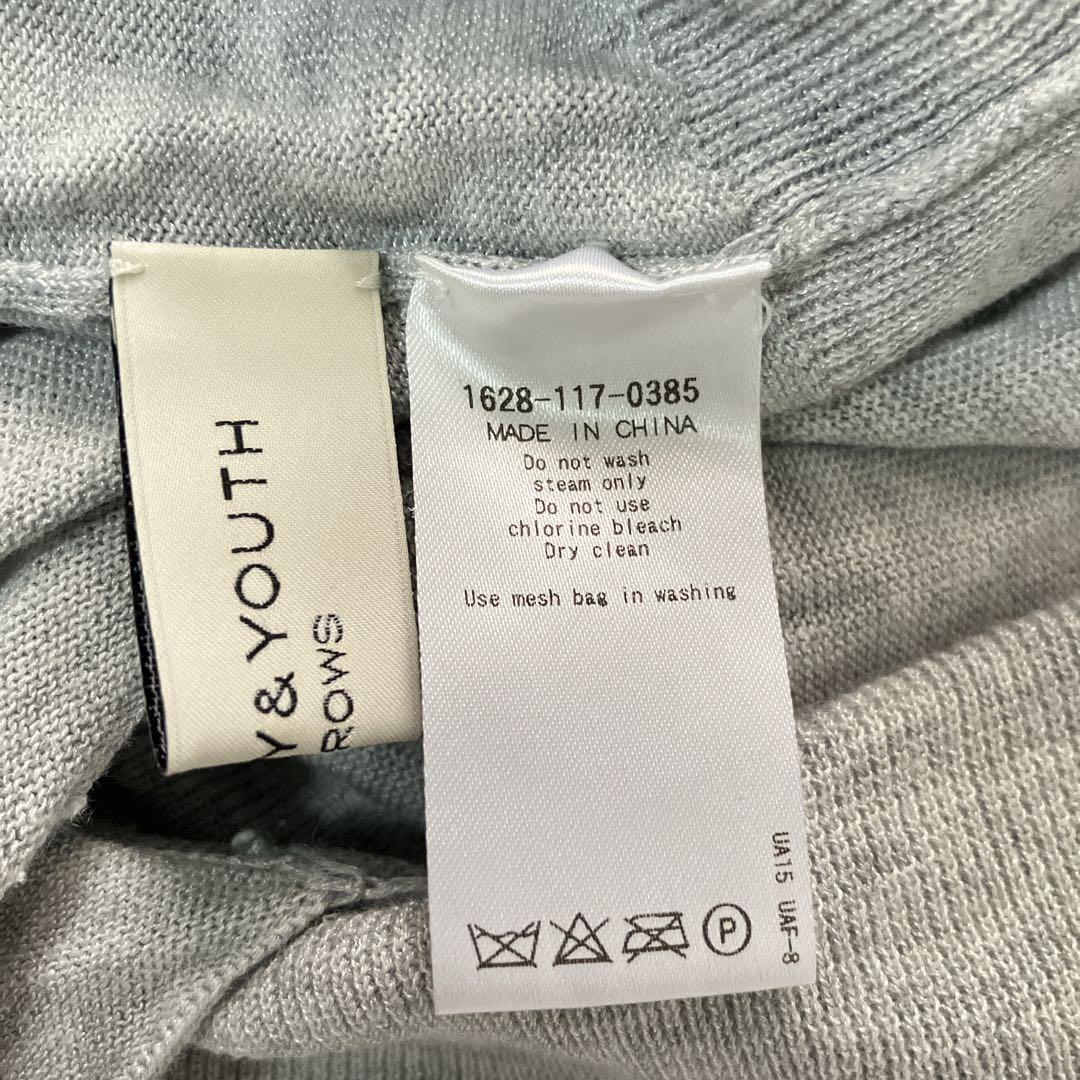 Y & YOUTH
ROWS
1628-117-0385
MADE IN CHINA
Do not wash
steam only
Do not use
chlorine bleach
Dry clean
Use mesh bag in washing
UA15 UAF-8
P